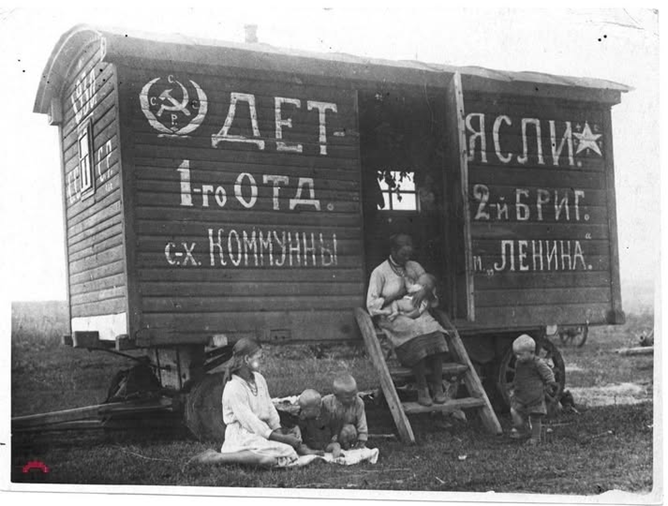 ДЕТ- ЯСЛИ.
1-го ОТД. 2-й БРИГ.
С-Х. КОММУННЫ п. "ЛЕНИНА".
С С С Р